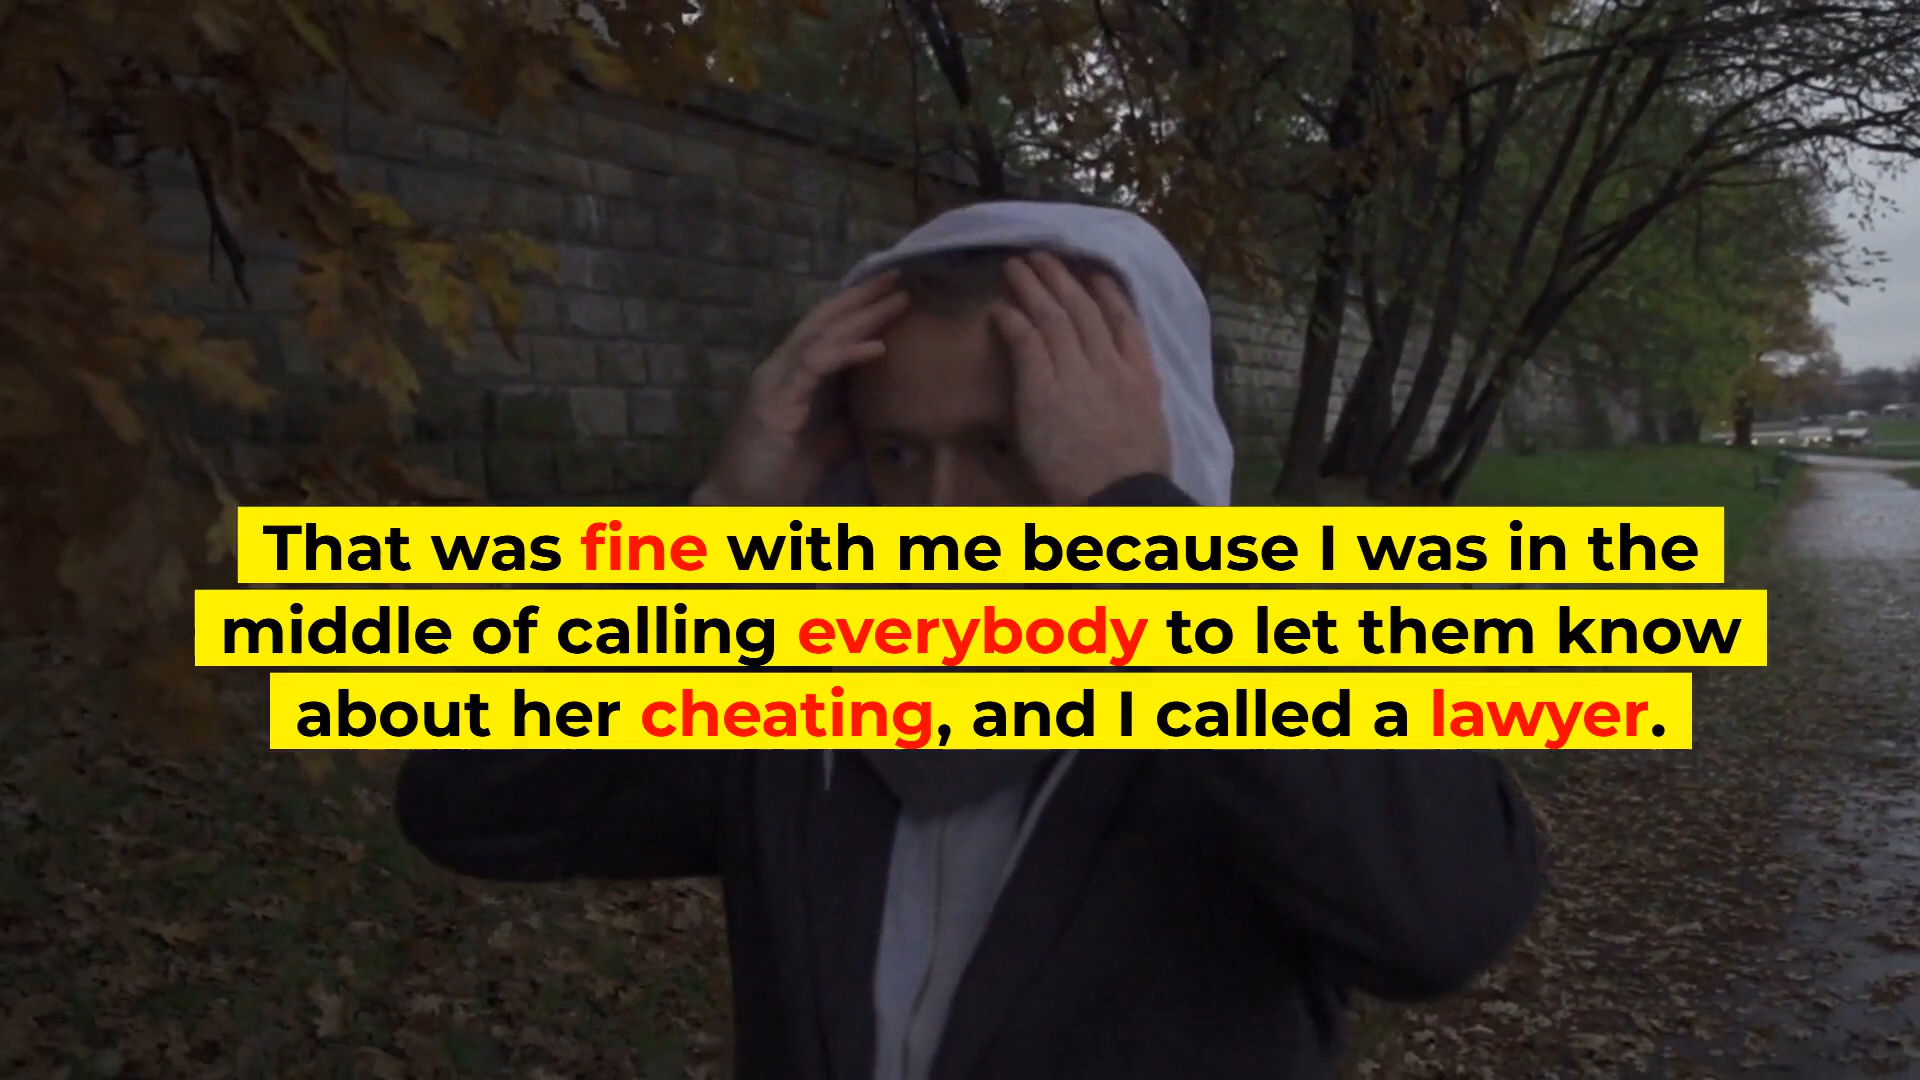 That was fine with me because I was in the
middle of calling everybody to let them know
about her cheating, and I called a lawyer.